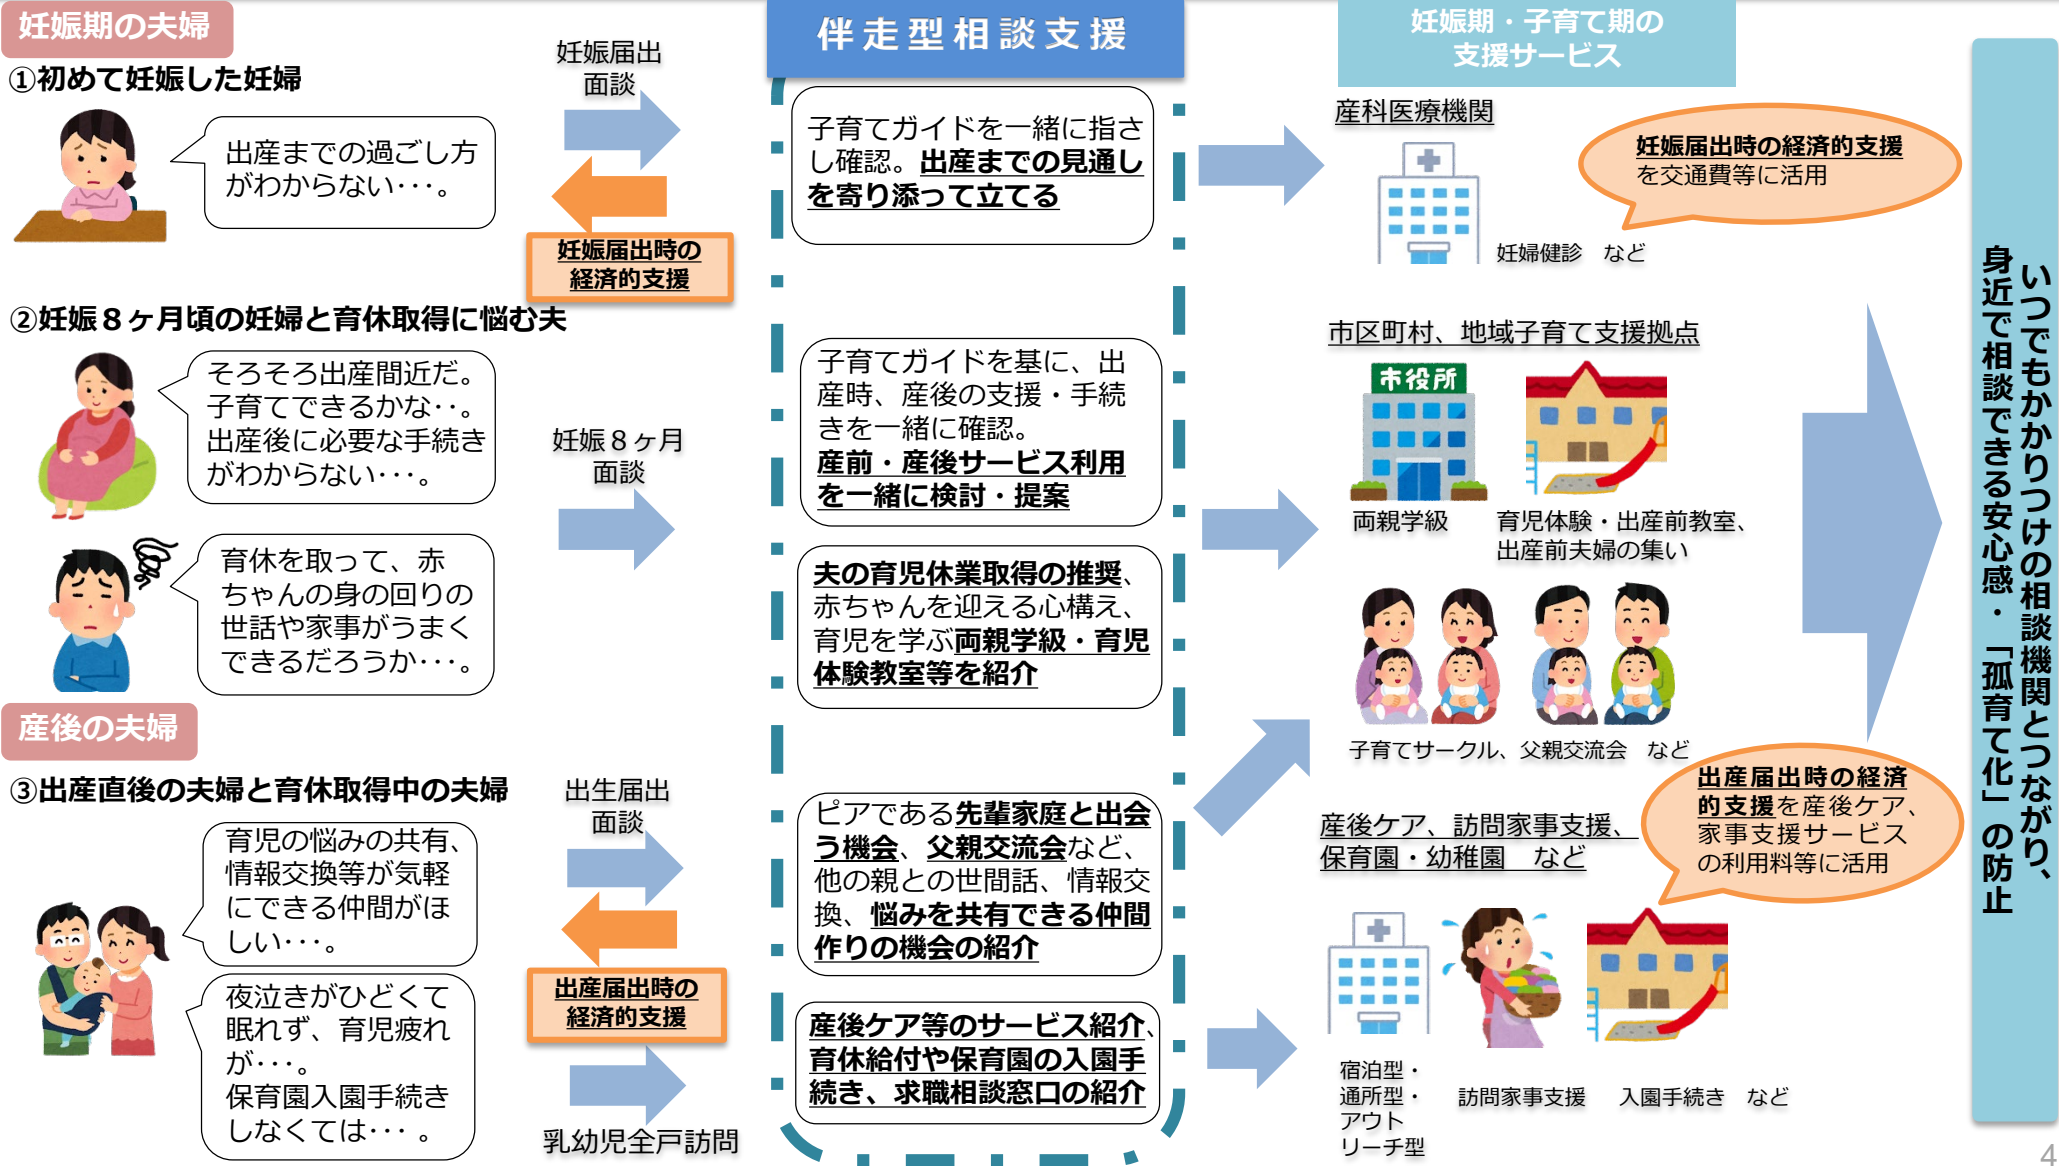 妊娠期の夫婦
①初めて妊娠した妊婦
出産までの過ごし方
がわからない･･･。
妊娠届出
面談
妊娠届出時の
経済的支援
②妊娠８ヶ月頃の妊婦と育休取得に悩む夫
そろそろ出産間近だ。
子育てできるかな･･。
出産後に必要な手続き
がわからない･･･。
育休を取って、赤
ちゃんの身の回りの
世話や家事がうまく
できるだろうか･･･。
妊娠８ヶ月
面談
産後の夫婦
③出産直後の夫婦と育休取得中の夫婦
育児の悩みの共有、
情報交換等が気軽
にできる仲間がほ
しい･･･。
夜泣きがひどくて
眠れず、育児疲れ
が･･･。
保育園入園手続き
しなくては･･･ 。
出生届出
面談
出産届出時の
経済的支援
乳幼児全戸訪問
伴走型相談支援
子育てガイドを一緒に指さ
し確認。出産までの見通し
を寄り添って立てる
子育てガイドを基に、出
産時、産後の支援・手続
きを一緒に確認。
産前・産後サービス利用
を一緒に検討・提案
夫の育児休業取得の推奨、
赤ちゃんを迎える心構え、
育児を学ぶ両親学級・育児
体験教室等を紹介
ピアである先輩家庭と出会
う機会、父親交流会など、
他の親との世間話、情報交
換、悩みを共有できる仲間
作りの機会の紹介
産後ケア等のサービス紹介、
育休給付や保育園の入園手
続き、求職相談窓口の紹介
妊娠期・子育て期の
支援サービス
産科医療機関
妊婦健診　など
妊娠届出時の経済的支援
を交通費等に活用
市区町村、地域子育て支援拠点
市役所
両親学級
育児体験・出産前教室、
出産前夫婦の集い
子育てサークル、父親交流会　など
出産届出時の経済
的支援を産後ケア、
家事支援サービス
の利用料等に活用
産後ケア、訪問家事支援、
保育園・幼稚園　など
宿泊型・
通所型・
アウト
リーチ型
訪問家事支援
入園手続き　など
いつでもかかりつけの相談機関とつながり、
身近で相談できる安心感・「孤育て化」の防止
4